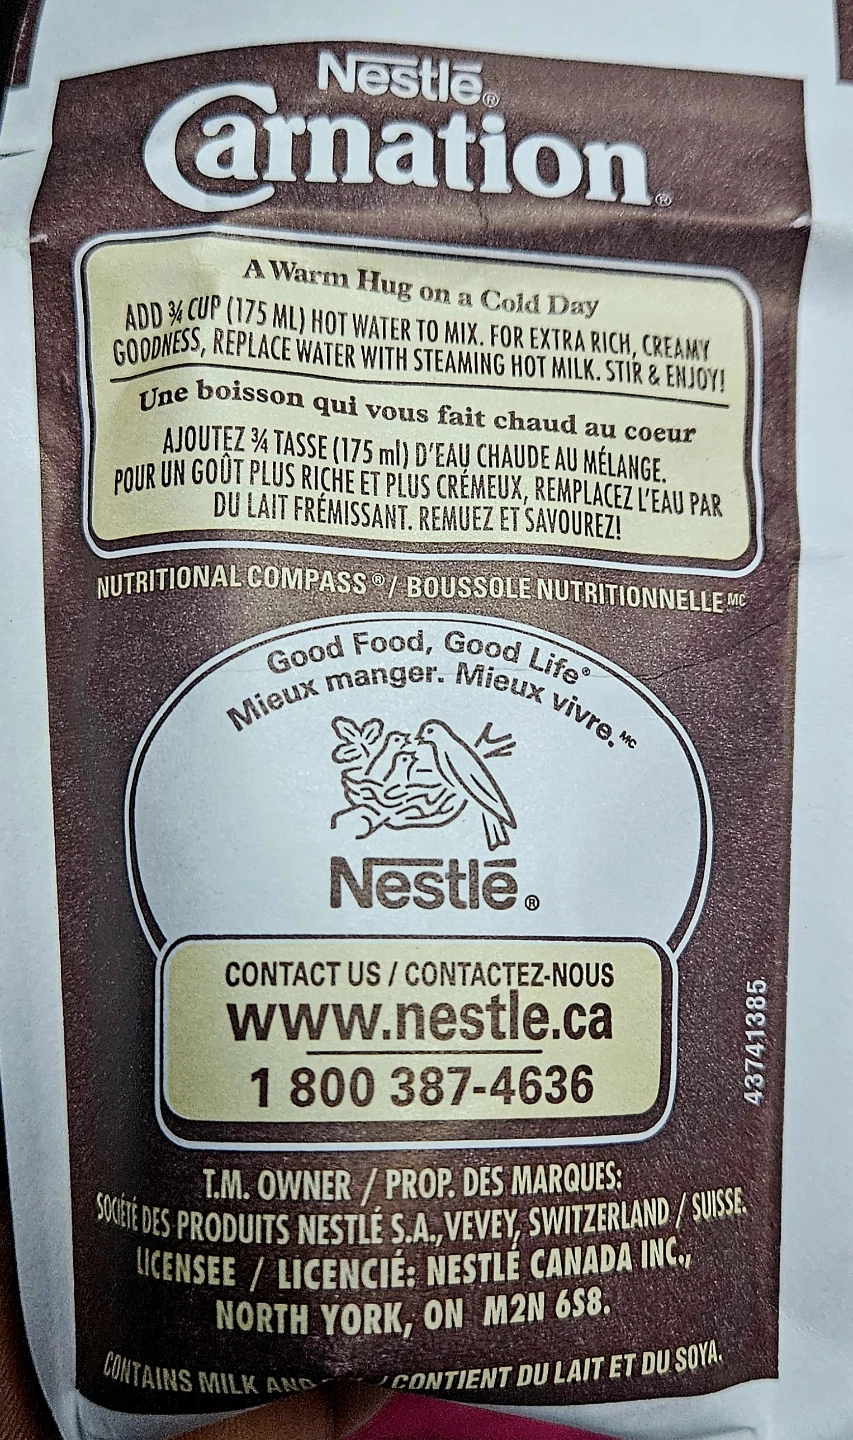 Nestlé®
Carnation®
A Warm Hug on a Cold Day
ADD ¾ CUP (175 ML) HOT WATER TO MIX. FOR EXTRA RICH, CREAMY
GOODNESS, REPLACE WATER WITH STEAMING HOT MILK. STIR & ENJOY!
Une boisson qui vous fait chaud au coeur
AJOUTEZ ¾ TASSE (175 ml) D'EAU CHAUDE AU MÉLANGE.
POUR UN GOÛT PLUS RICHE ET PLUS CRÉMEUX, REMPLACEZ L'EAU PAR
DU LAIT FRÉMISSANT. REMUEZ ET SAVOUREZ!
NUTRITIONAL COMPASS® / BOUSSOLE NUTRITIONNELLE MC
Good Food, Good Life®
Mieux manger. Mieux vivre. MC
Nestlé®
CONTACT US / CONTACTEZ-NOUS
www.nestle.ca
1 800 387-4636
43741385
T.M. OWNER / PROP. DES MARQUES:
SOCIÉTÉ DES PRODUITS NESTLÉ S.A., VEVEY, SWITZERLAND / SUISSE.
LICENSEE / LICENCIÉ: NESTLÉ CANADA INC.,
NORTH YORK, ON M2N 6S8.
CONTAINS MILK AND / CONTIENT DU LAIT ET DU SOYA.